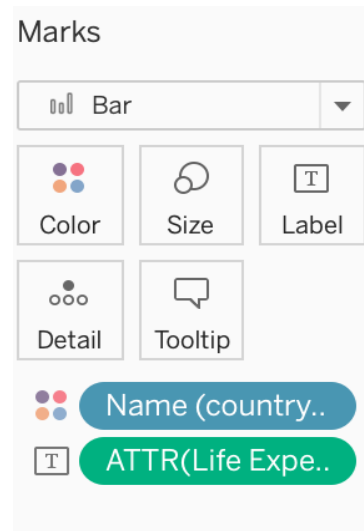 Marks
Bar
Color Size T Label
Detail Tooltip
Name (country..
T ATTR(Life Expe..